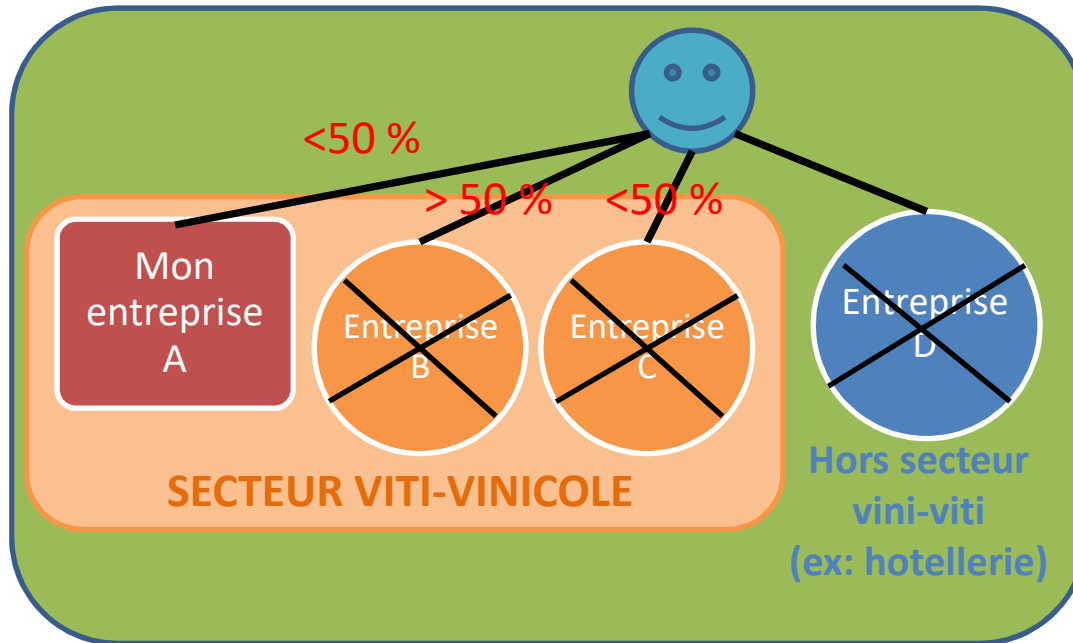 <50 %
> 50 %
<50 %
Mon
entreprise
A
Entreprise
B
Entreprise
C
Entreprise
D
SECTEUR VITI-VINICOLE
Hors secteur
vini-viti
(ex: hotellerie)